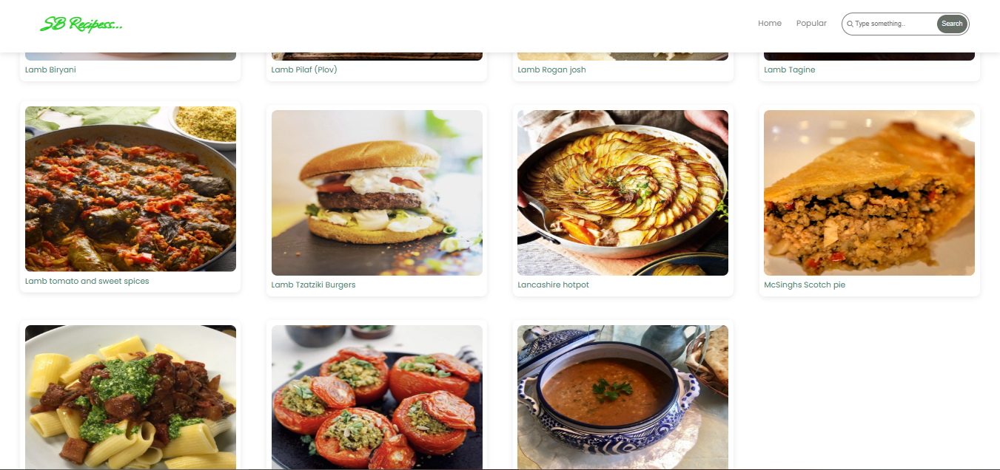 SB Recipess...
Home
Popular
Type something..
Search
Lamb Biryani
Lamb Pilaf (Plov)
Lamb Rogan josh
Lamb Tagine
Lamb tomato and sweet spices
Lamb Tzatziki Burgers
Lancashire hotpot
McSinghs Scotch pie